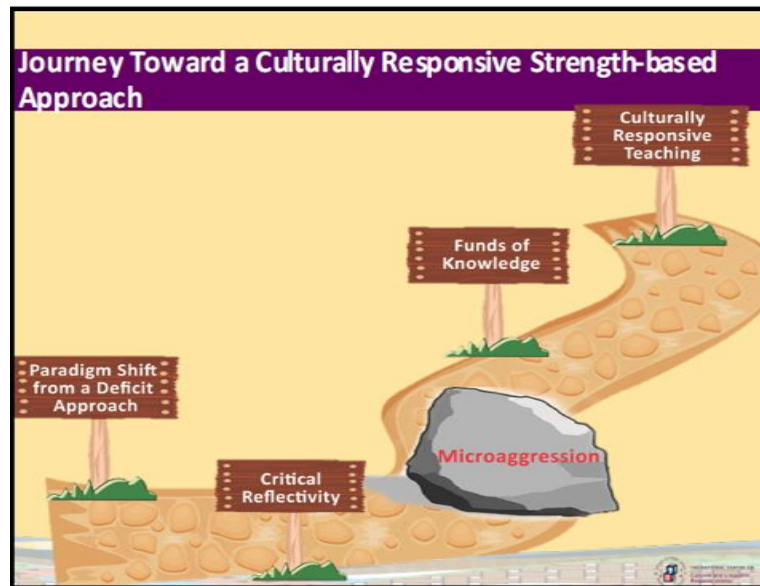 Journey Toward a Culturally Responsive Strength-based
Approach
Culturally
Responsive
Teaching
Funds of
Knowledge
Paradigm Shift
from a Deficit
Approach
Microaggression
Critical
Reflectivity